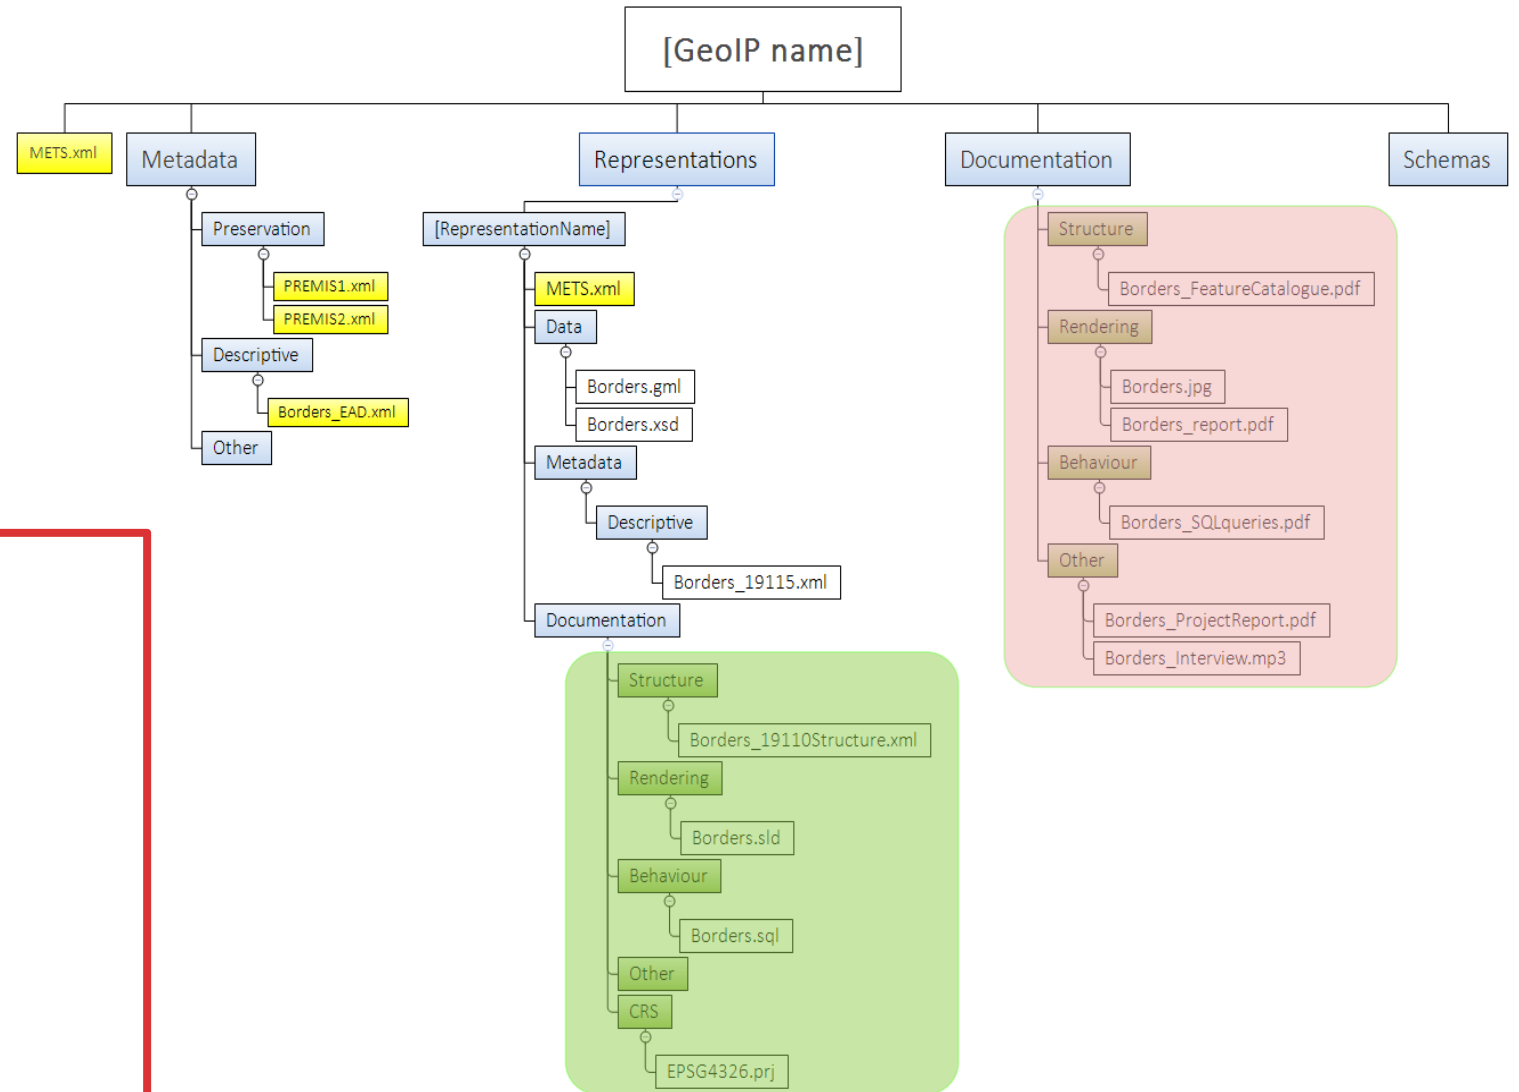 [GeoIP name]
METS.xml
Metadata
Preservation
PREMIS1.xml
PREMIS2.xml
Descriptive
Borders_EAD.xml
Other
Representations
[RepresentationName]
METS.xml
Data
Borders.gml
Borders.xsd
Metadata
Descriptive
Borders_19115.xml
Documentation
Structure
Borders_19110Structure.xml
Rendering
Borders.sld
Behaviour
Borders.sql
Other
CRS
EPSG4326.prj
Documentation
Structure
Borders_FeatureCatalogue.pdf
Rendering
Borders.jpg
Borders_report.pdf
Behaviour
Borders_SQLqueries.pdf
Other
Borders_ProjectReport.pdf
Borders_Interview.mp3
Schemas